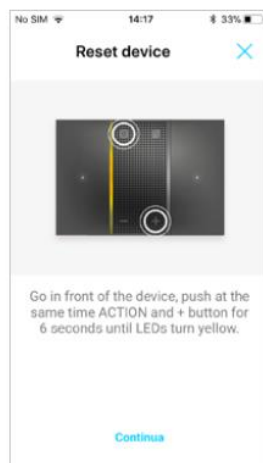 No SIM 14:17 33%
Reset device
Go in front of the device, push at the
same time ACTION and + button for
6 seconds until LEDs turn yellow.
Continua